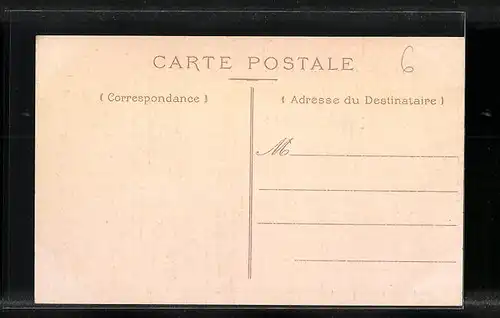 CARTE POSTALE 6
( Correspondance )
( Adresse du Destinataire )
M